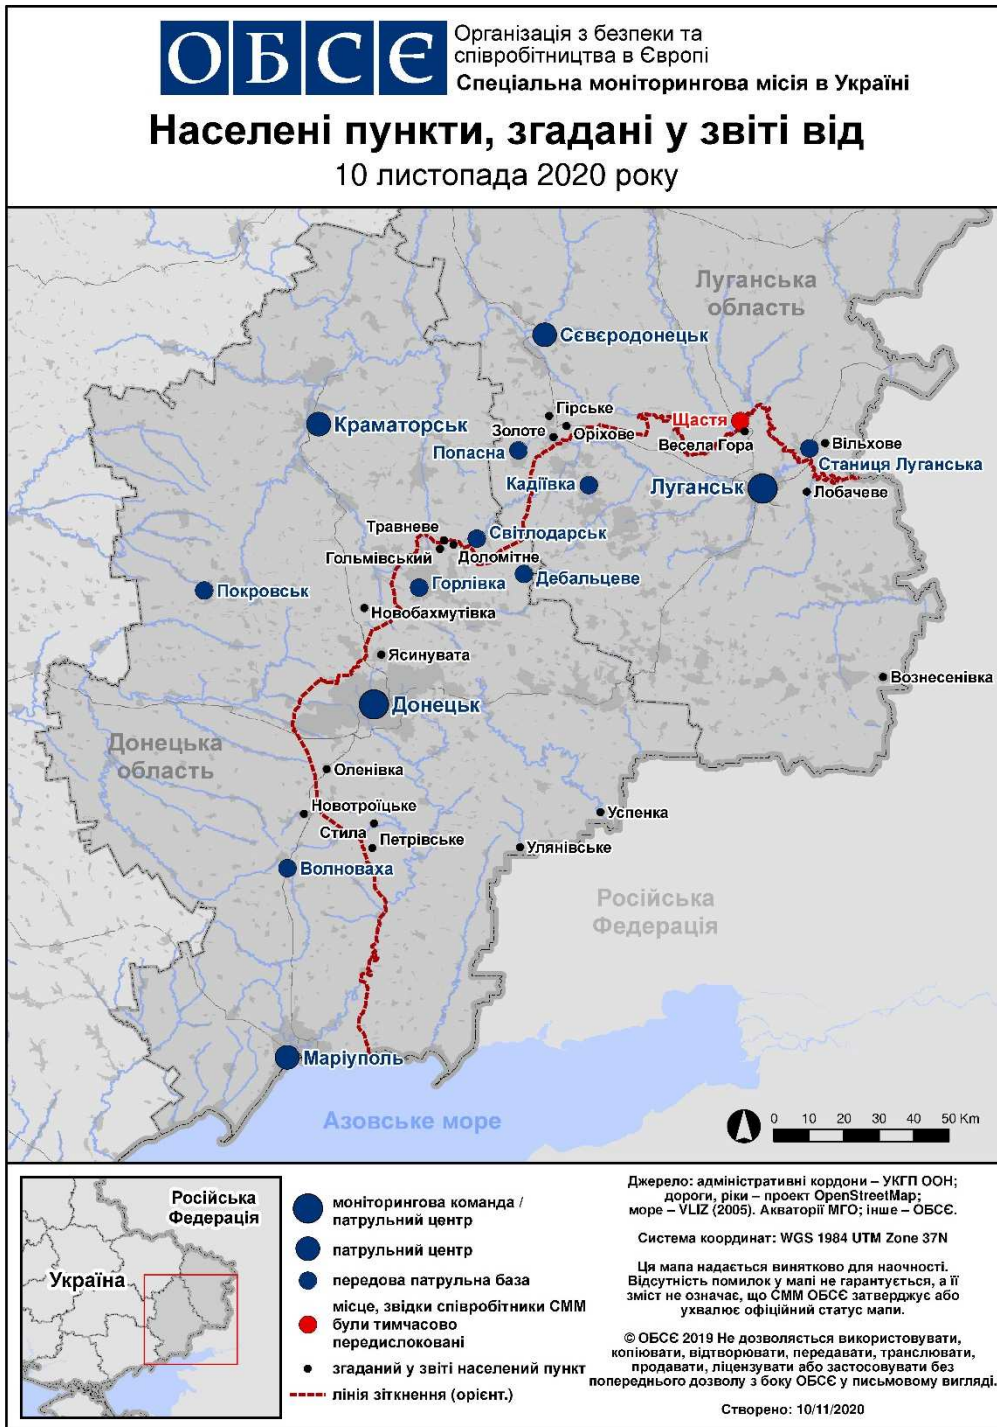 ОБСЄ
Організація з безпеки та
співробітництва в Європі
Спеціальна моніторингова місія в Україні
Населені пункти, згадані у звіті від
10 листопада 2020 року
Луганська
область
Сєвєродонецьк
Гірське
Щастя
Краматорськ
Золоте
Оріхове
Весела Гора
Вільхове
Попасна
Станиця Луганська
Кадіївка
Луганськ
Лобачеве
Травневе
Світлодарськ
Гольмівський
Доломітне
Дебальцеве
Покровськ
Горлівка
Новобахмутівка
Ясинувата
Вознесенівка
Донецьк
Донецька
область
Оленівка
Новотроїцьке
Успенка
Стила
Петрівське
Улянівське
Волноваха
Російська
Федерація
Маріуполь
Азовське море
0 10 20 30 40 50 Km
Російська
Федерація
Україна
моніторингова команда /
патрульний центр
патрульний центр
передова патрульна база
місце, звідки співробітники СММ
були тимчасово
передислоковані
згаданий у звіті населений пункт
лінія зіткнення (орієнт.)
Джерело: адміністративні кордони – УКГП ООН;
дороги, ріки – проект OpenStreetMap;
море – VLIZ (2005). Акваторії МГО; інше – ОБСЄ.
Система координат: WGS 1984 UTM Zone 37N
Ця мапа надається винятково для наочності.
Відсутність помилок у мапі не гарантується, а її
зміст не означає, що СММ ОБСЄ затверджує або
ухвалює офіційний статус мапи.
© ОБСЄ 2019 Не дозволяється використовувати,
копіювати, відтворювати, передавати, транслювати,
продавати, ліцензувати або застосовувати без
попереднього дозволу з боку ОБСЄ у письмовому вигляді.
Створено: 10/11/2020